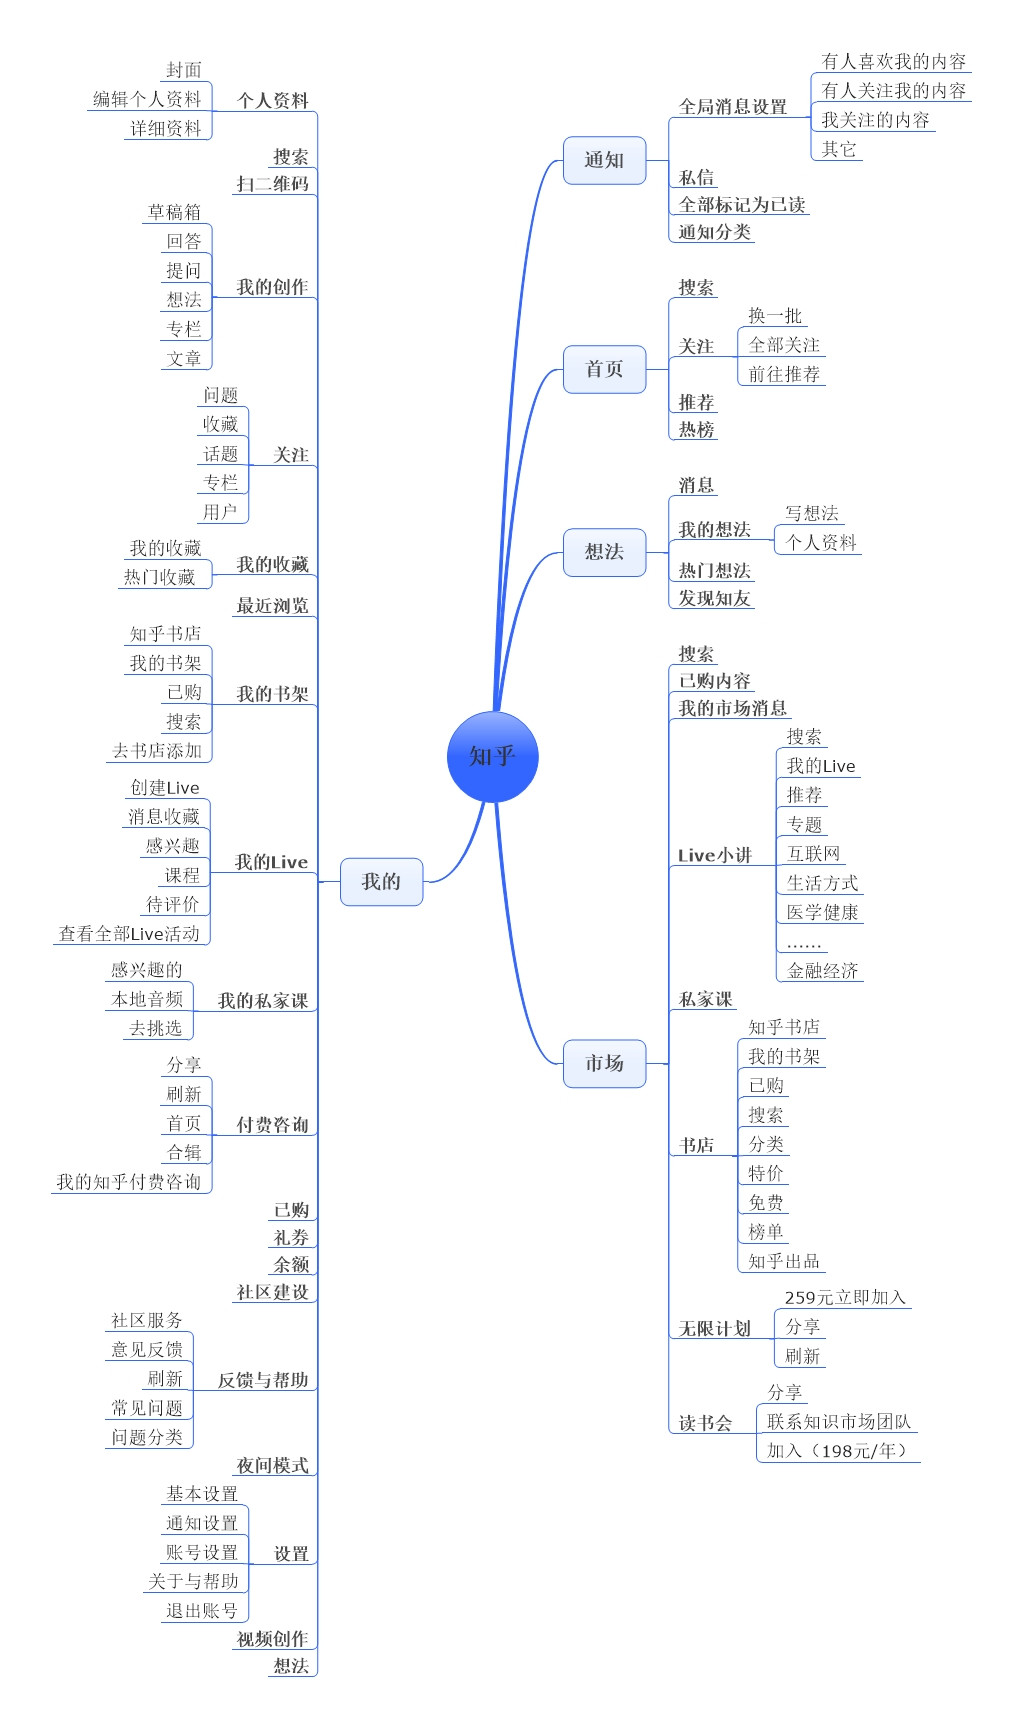 知乎
通知
全局消息设置
有人喜欢我的内容
有人关注我的内容
我关注的内容
其它
私信
全部标记为已读
通知分类
首页
搜索
关注
换一批
全部关注
前往推荐
推荐
热榜
想法
消息
我的想法
写想法
个人资料
热门想法
发现知友
市场
搜索
已购内容
我的市场消息
Live小讲
搜索
我的Live
推荐
专题
互联网
生活方式
医学健康
……
金融经济
私家课
书店
知乎书店
我的书架
已购
搜索
分类
特价
免费
榜单
知乎出品
无限计划
259元立即加入
分享
刷新
读书会
分享
联系知识市场团队
加入（198元/年）
我的
个人资料
封面
编辑个人资料
详细资料
搜索
扫二维码
我的创作
草稿箱
回答
提问
想法
专栏
文章
关注
问题
收藏
话题
专栏
用户
我的收藏
我的收藏
热门收藏
最近浏览
我的书架
知乎书店
我的书架
已购
搜索
去书店添加
我的Live
创建Live
消息收藏
感兴趣
课程
待评价
查看全部Live活动
我的私家课
感兴趣的
本地音频
去挑选
付费咨询
分享
刷新
首页
合辑
我的知乎付费咨询
已购
礼券
余额
社区建设
反馈与帮助
社区服务
意见反馈
刷新
常见问题
问题分类
夜间模式
设置
基本设置
通知设置
账号设置
关于与帮助
退出账号
视频创作
想法